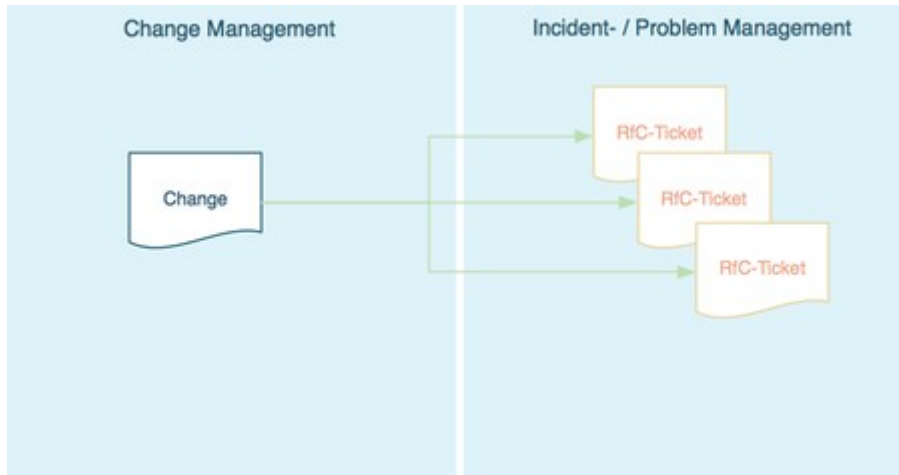 Change Management
Incident- / Problem Management
RfC-Ticket
Change
RfC-Ticket
RfC-Ticket